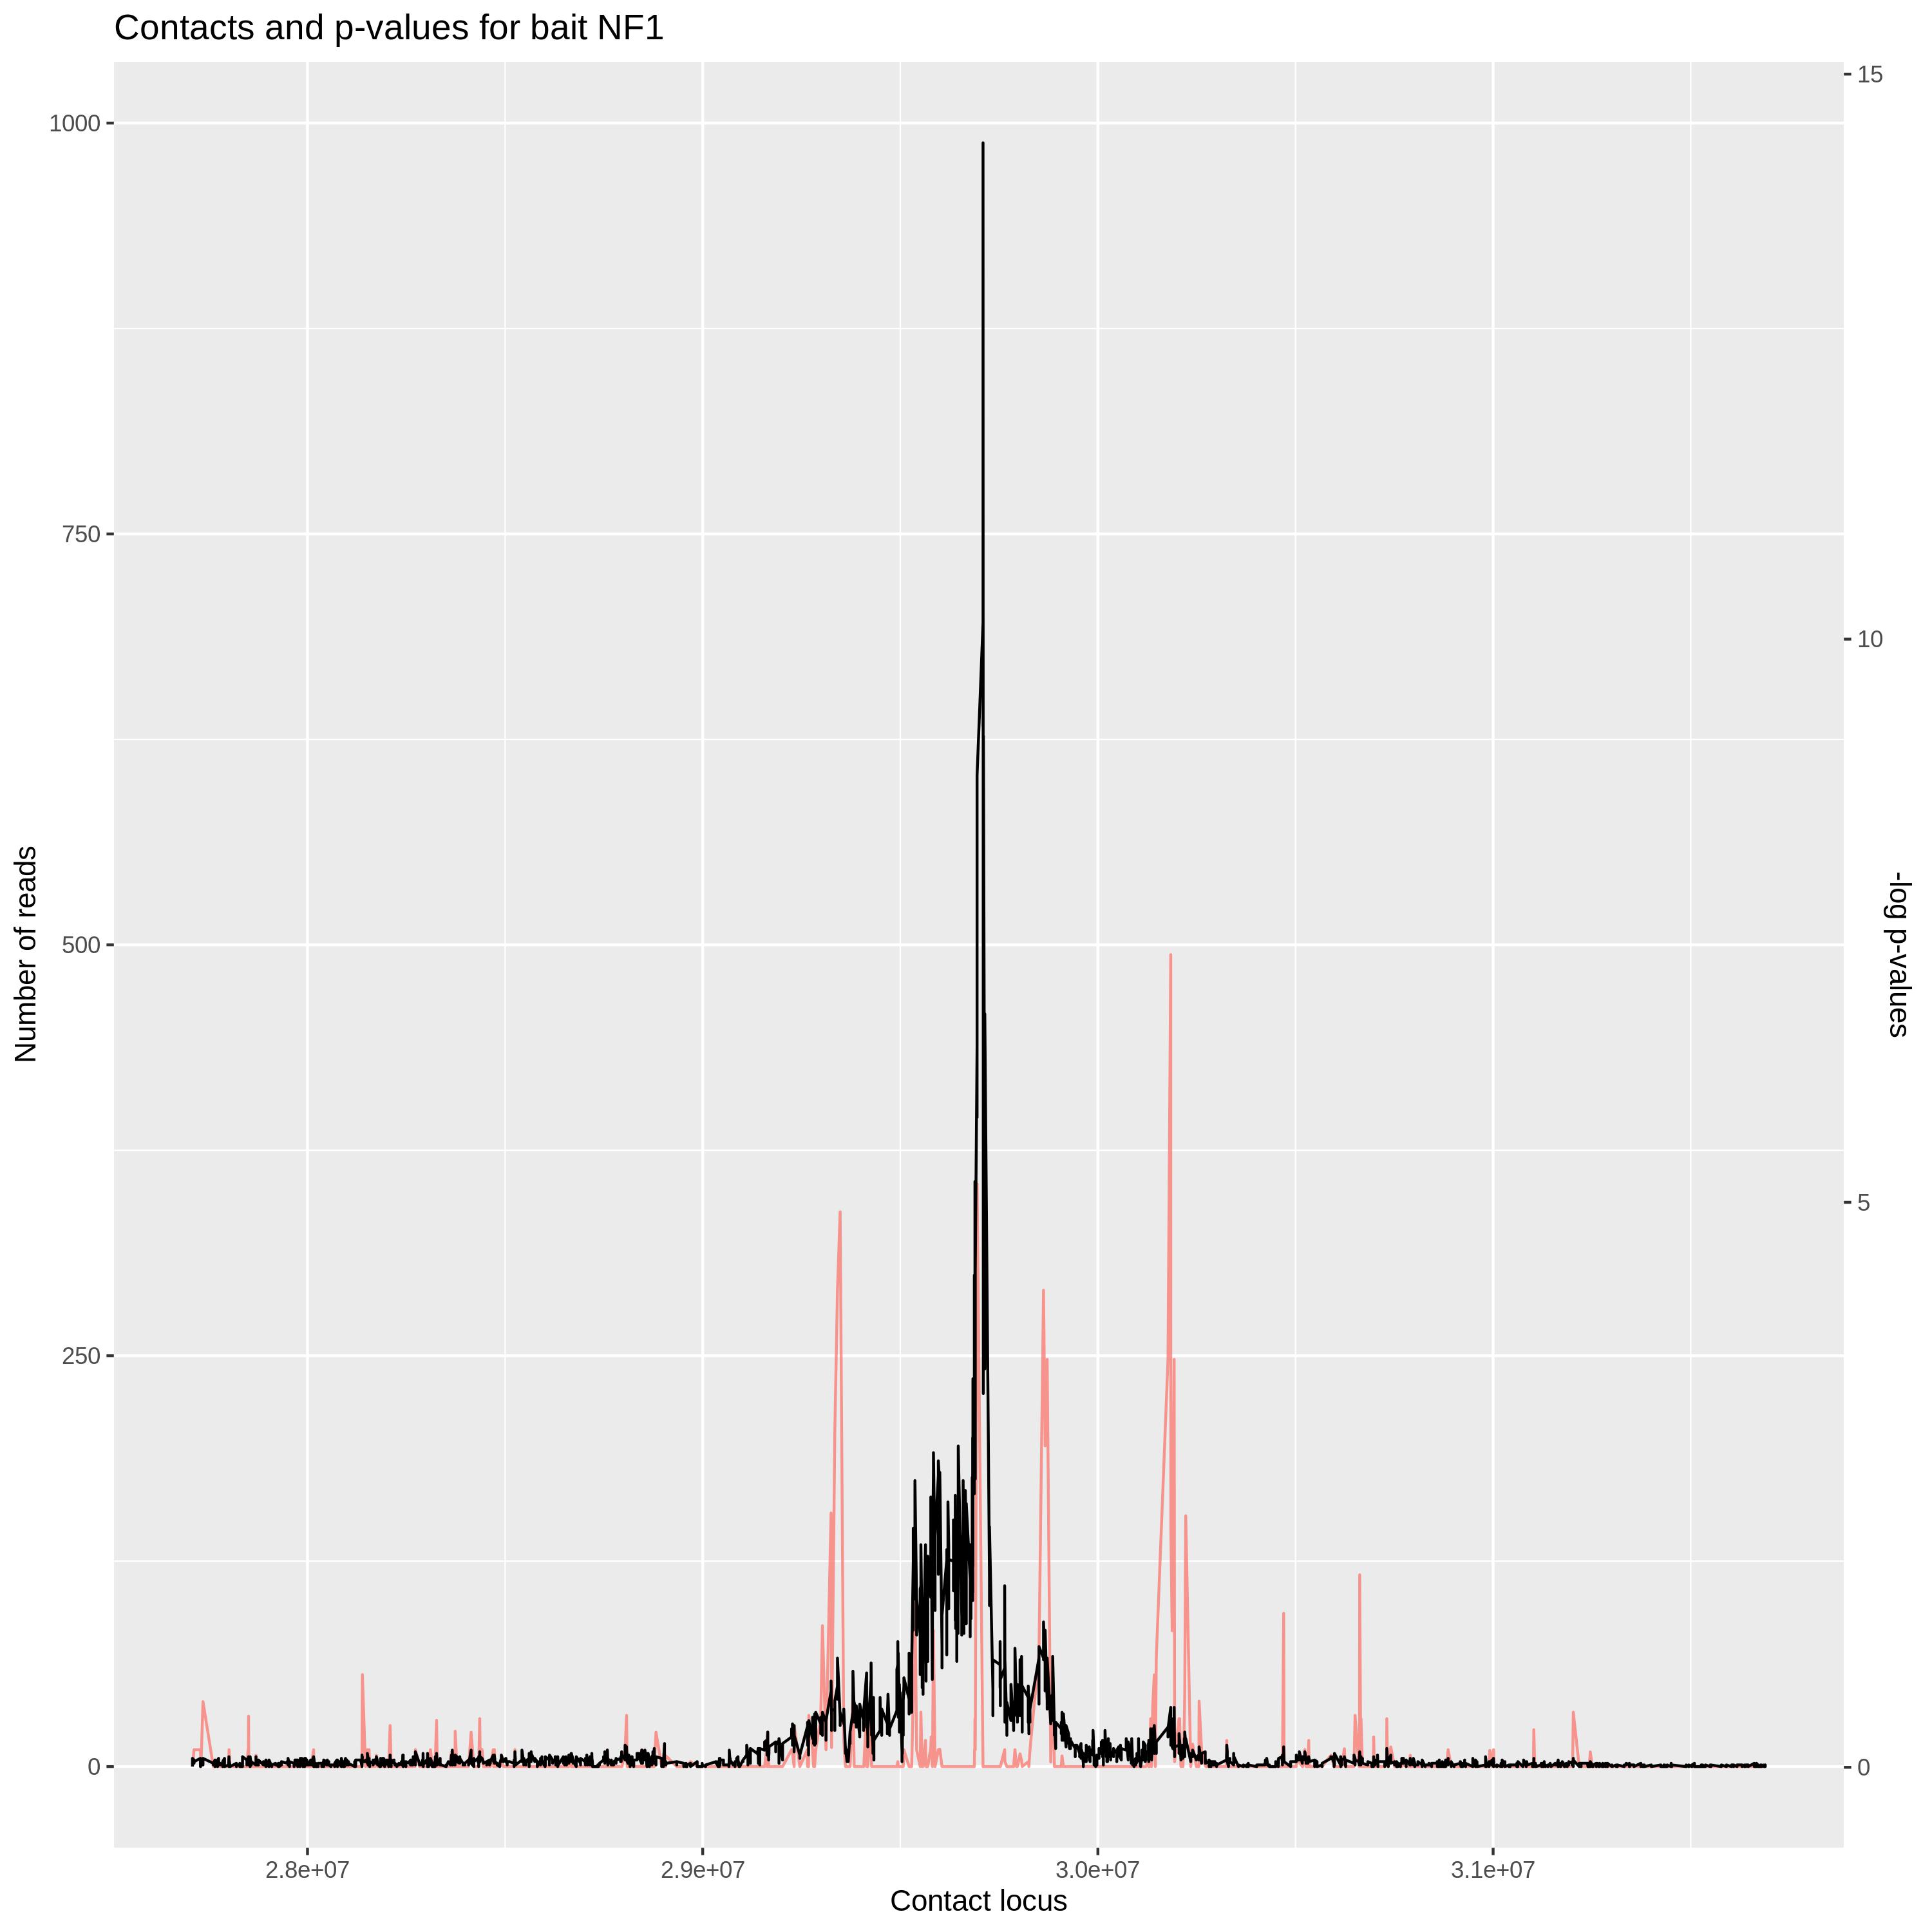 Contacts and p-values for bait NF1
1000
750
500
250
0
Number of reads
15
10
5
0
-log p-values
2.8e+07
2.9e+07
3.0e+07
3.1e+07
Contact locus